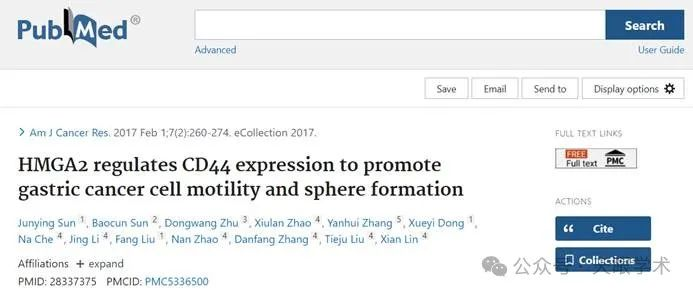 PubMed®
Search
Advanced
User Guide
Save
Email
Send to
Display options
> Am J Cancer Res. 2017 Feb 1;7(2):260-274. eCollection 2017.
FULL TEXT LINKS
HMGA2 regulates CD44 expression to promote
gastric cancer cell motility and sphere formation
FREE
Full text
PMC
Junying Sun 1, Baocun Sun 2, Dongwang Zhu 3, Xiulan Zhao 4, Yanhui Zhang 5, Xueyi Dong 1,
Na Che 4, Jing Li 4, Fang Liu 1, Nan Zhao 4, Danfang Zhang 4, Tieju Liu 4, Xian Lin 4
ACTIONS
Cite
Collections
Affiliations + expand
PMID: 28337375 PMCID: PMC5336500
公众号 · 天眼学术